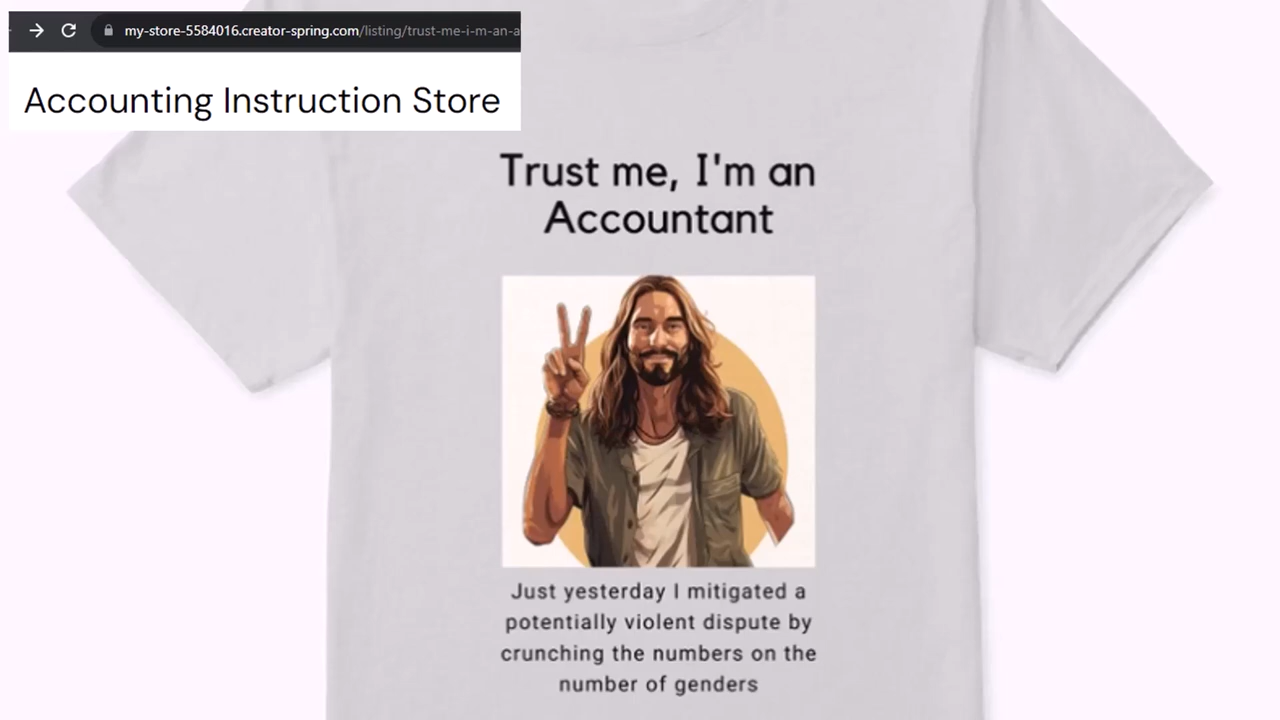 my-store-5584016.creator-spring.com/listing/trust-me-i-m-an-a
Accounting Instruction Store
Trust me, I'm an
Accountant
Just yesterday I mitigated a
potentially violent dispute by
crunching the numbers on the
number of genders